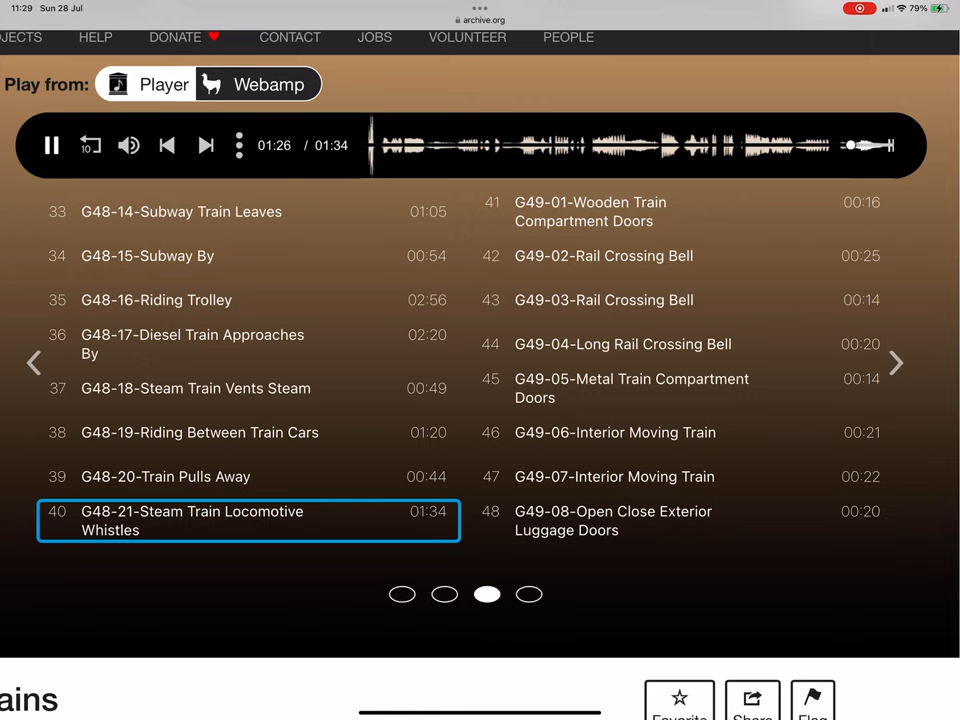 11:29 Sun 28 Jul
79%
archive.org
JECTS HELP DONATE CONTACT JOBS VOLUNTEER PEOPLE
Play from: Player Webamp
10 01:26 / 01:34
33 G48-14-Subway Train Leaves 01:05
34 G48-15-Subway By 00:54
35 G48-16-Riding Trolley 02:56
36 G48-17-Diesel Train Approaches 02:20
By
37 G48-18-Steam Train Vents Steam 00:49
38 G48-19-Riding Between Train Cars 01:20
39 G48-20-Train Pulls Away 00:44
40 G48-21-Steam Train Locomotive 01:34
Whistles
41 G49-01-Wooden Train 00:16
Compartment Doors
42 G49-02-Rail Crossing Bell 00:25
43 G49-03-Rail Crossing Bell 00:14
44 G49-04-Long Rail Crossing Bell 00:20
45 G49-05-Metal Train Compartment 00:14
Doors
46 G49-06-Interior Moving Train 00:21
47 G49-07-Interior Moving Train 00:22
48 G49-08-Open Close Exterior 00:20
Luggage Doors
ains
Favorite Share Flag